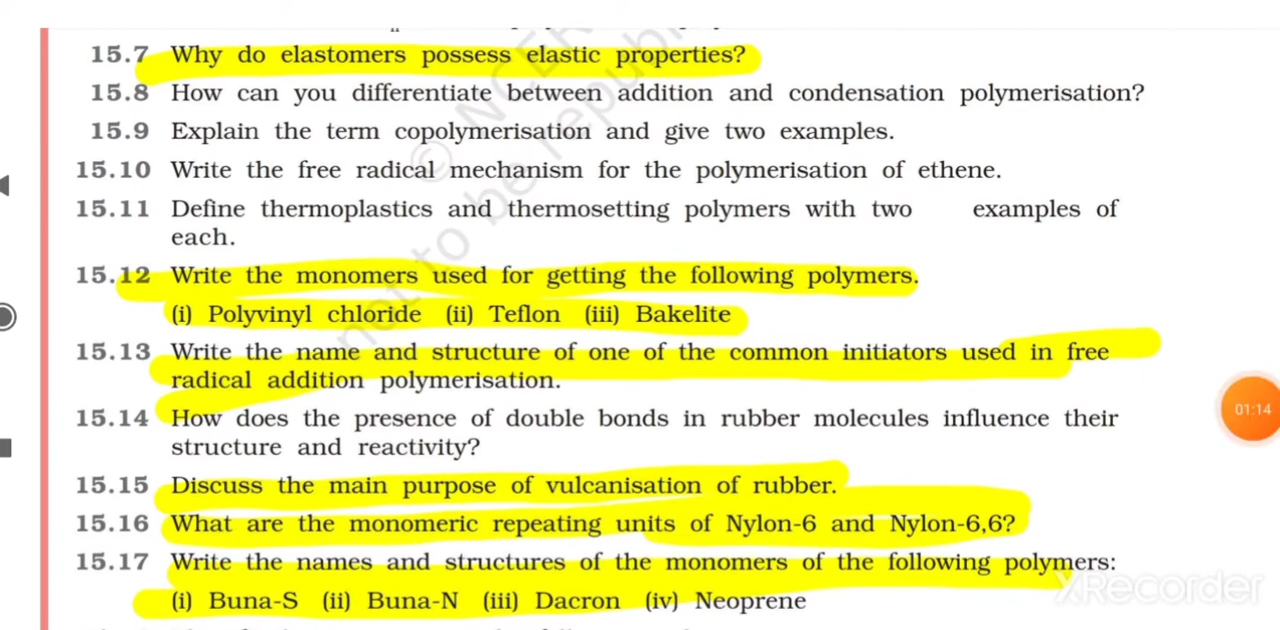 15.7 Why do elastomers possess elastic properties?
15.8 How can you differentiate between addition and condensation polymerisation?
15.9 Explain the term copolymerisation and give two examples.
15.10 Write the free radical mechanism for the polymerisation of ethene.
15.11 Define thermoplastics and thermosetting polymers with two examples of
each.
15.12 Write the monomers used for getting the following polymers.
(i) Polyvinyl chloride (ii) Teflon (iii) Bakelite
15.13 Write the name and structure of one of the common initiators used in free
radical addition polymerisation.
15.14 How does the presence of double bonds in rubber molecules influence their
structure and reactivity?
01:14
15.15 Discuss the main purpose of vulcanisation of rubber.
15.16 What are the monomeric repeating units of Nylon-6 and Nylon-6,6?
15.17 Write the names and structures of the monomers of the following polymers:
(i) Buna-S (ii) Buna-N (iii) Dacron (iv) Neoprene
XRecorder
© NCER
not to be republi